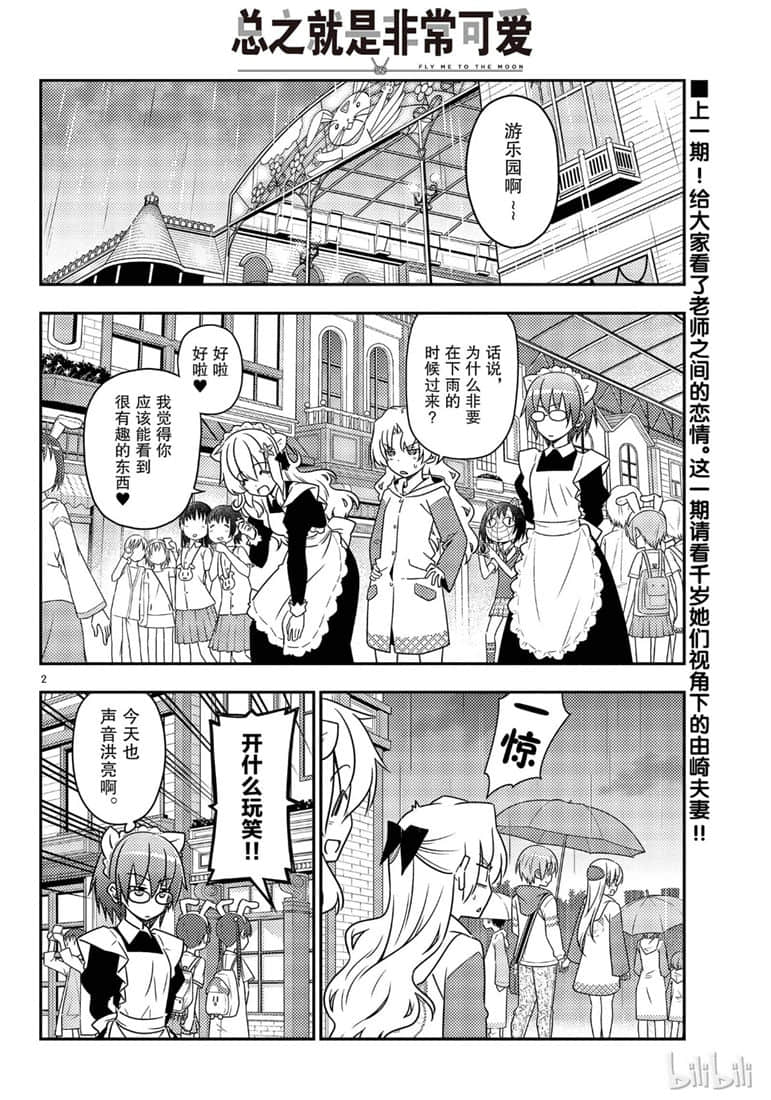 总之就是非常可爱
FLY ME TO THE MOON
■上一期！给大家看了老师之间的恋情。这一期请看千岁她们视角下的由崎夫妻!!
游乐园啊~~
话说，
为什么非要
在下雨的
时候过来？
好啦
好啦
♥
我觉得你
应该能看到
很有趣的东西
♥
2
一惊
开什么玩笑!!
今天也
声音洪亮啊。
bilibili